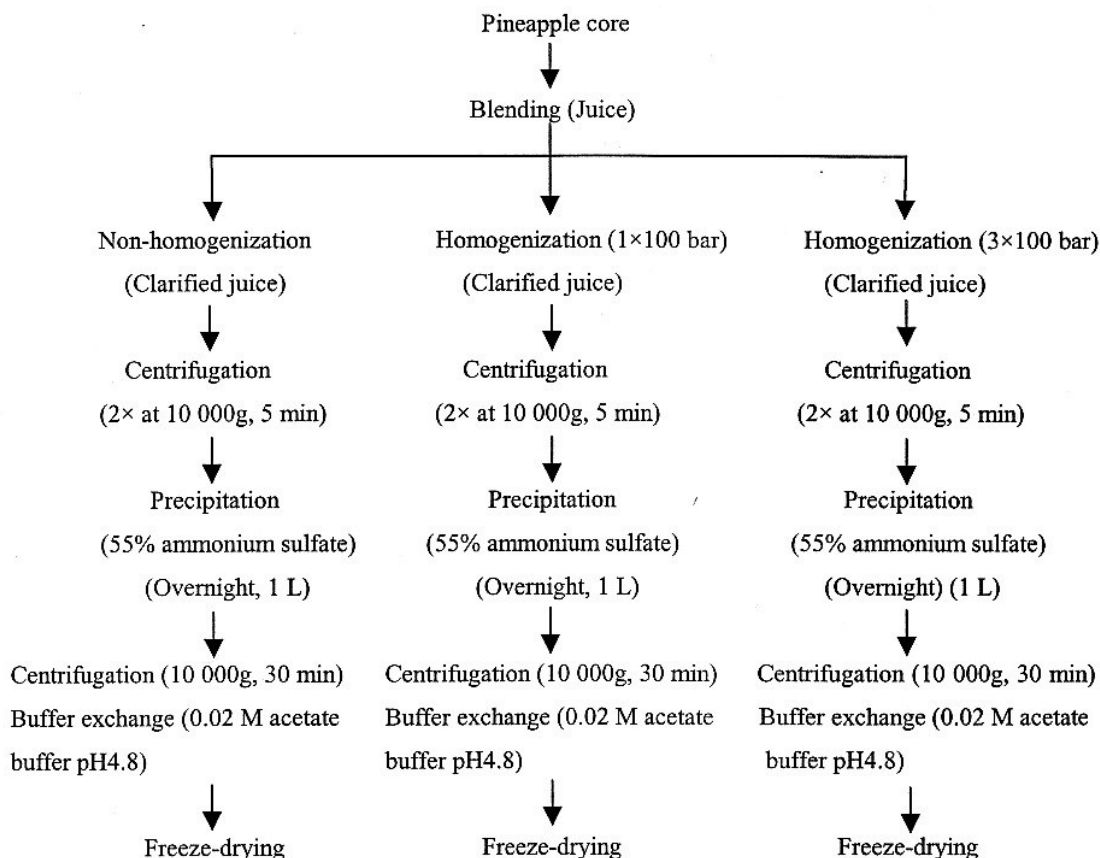 Pineapple core
Blending (Juice)
Non-homogenization
(Clarified juice)
Centrifugation
(2× at 10 000g, 5 min)
Precipitation
(55% ammonium sulfate)
(Overnight, 1 L)
Centrifugation (10 000g, 30 min)
Buffer exchange (0.02 M acetate
buffer pH4.8)
Freeze-drying
Homogenization (1×100 bar)
(Clarified juice)
Centrifugation
(2× at 10 000g, 5 min)
Precipitation
(55% ammonium sulfate)
(Overnight, 1 L)
Centrifugation (10 000g, 30 min)
Buffer exchange (0.02 M acetate
buffer pH4.8)
Freeze-drying
Homogenization (3×100 bar)
(Clarified juice)
Centrifugation
(2× at 10 000g, 5 min)
Precipitation
(55% ammonium sulfate)
(Overnight) (1 L)
Centrifugation (10 000g, 30 min)
Buffer exchange (0.02 M acetate
buffer pH4.8)
Freeze-drying